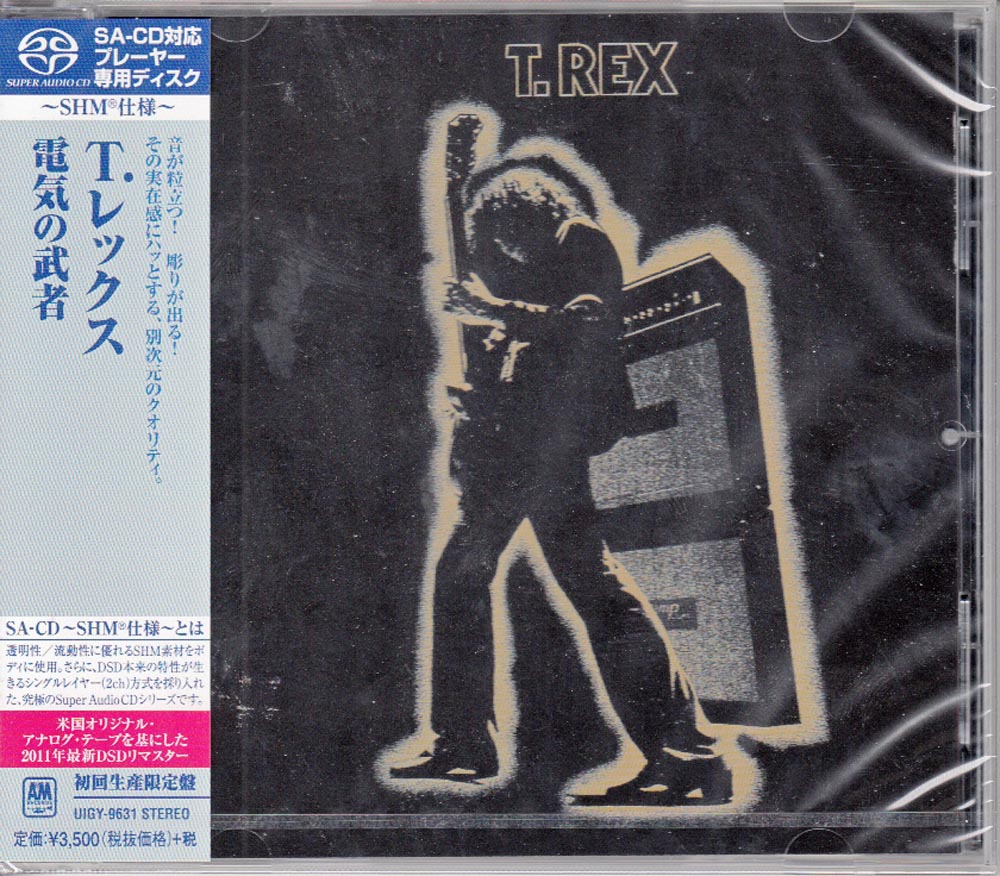 SUPER AUDIO CD
SA-CD対応
プレーヤー
専用ディスク
～SHM®仕様～
音が粒立つ! 彫りが出る!
その実在感にハッとする、別次元のクオリティ。
T.レックス
電気の武者
SA-CD～SHM®仕様～とは
透明性/流動性に優れるSHM素材をボ
ディに使用。さらに、DSD本来の特性が生
きるシングルレイヤー(2ch)方式を採り入れ
た、究極のSuper Audio CDシリーズです。
米国オリジナル・
アナログ・テープを基にした
2011年最新DSDリマスター
AM
RECORDS
初回生産限定盤
UIGY-9631 STEREO
定価:¥3,500(税抜価格)+税
T.REX